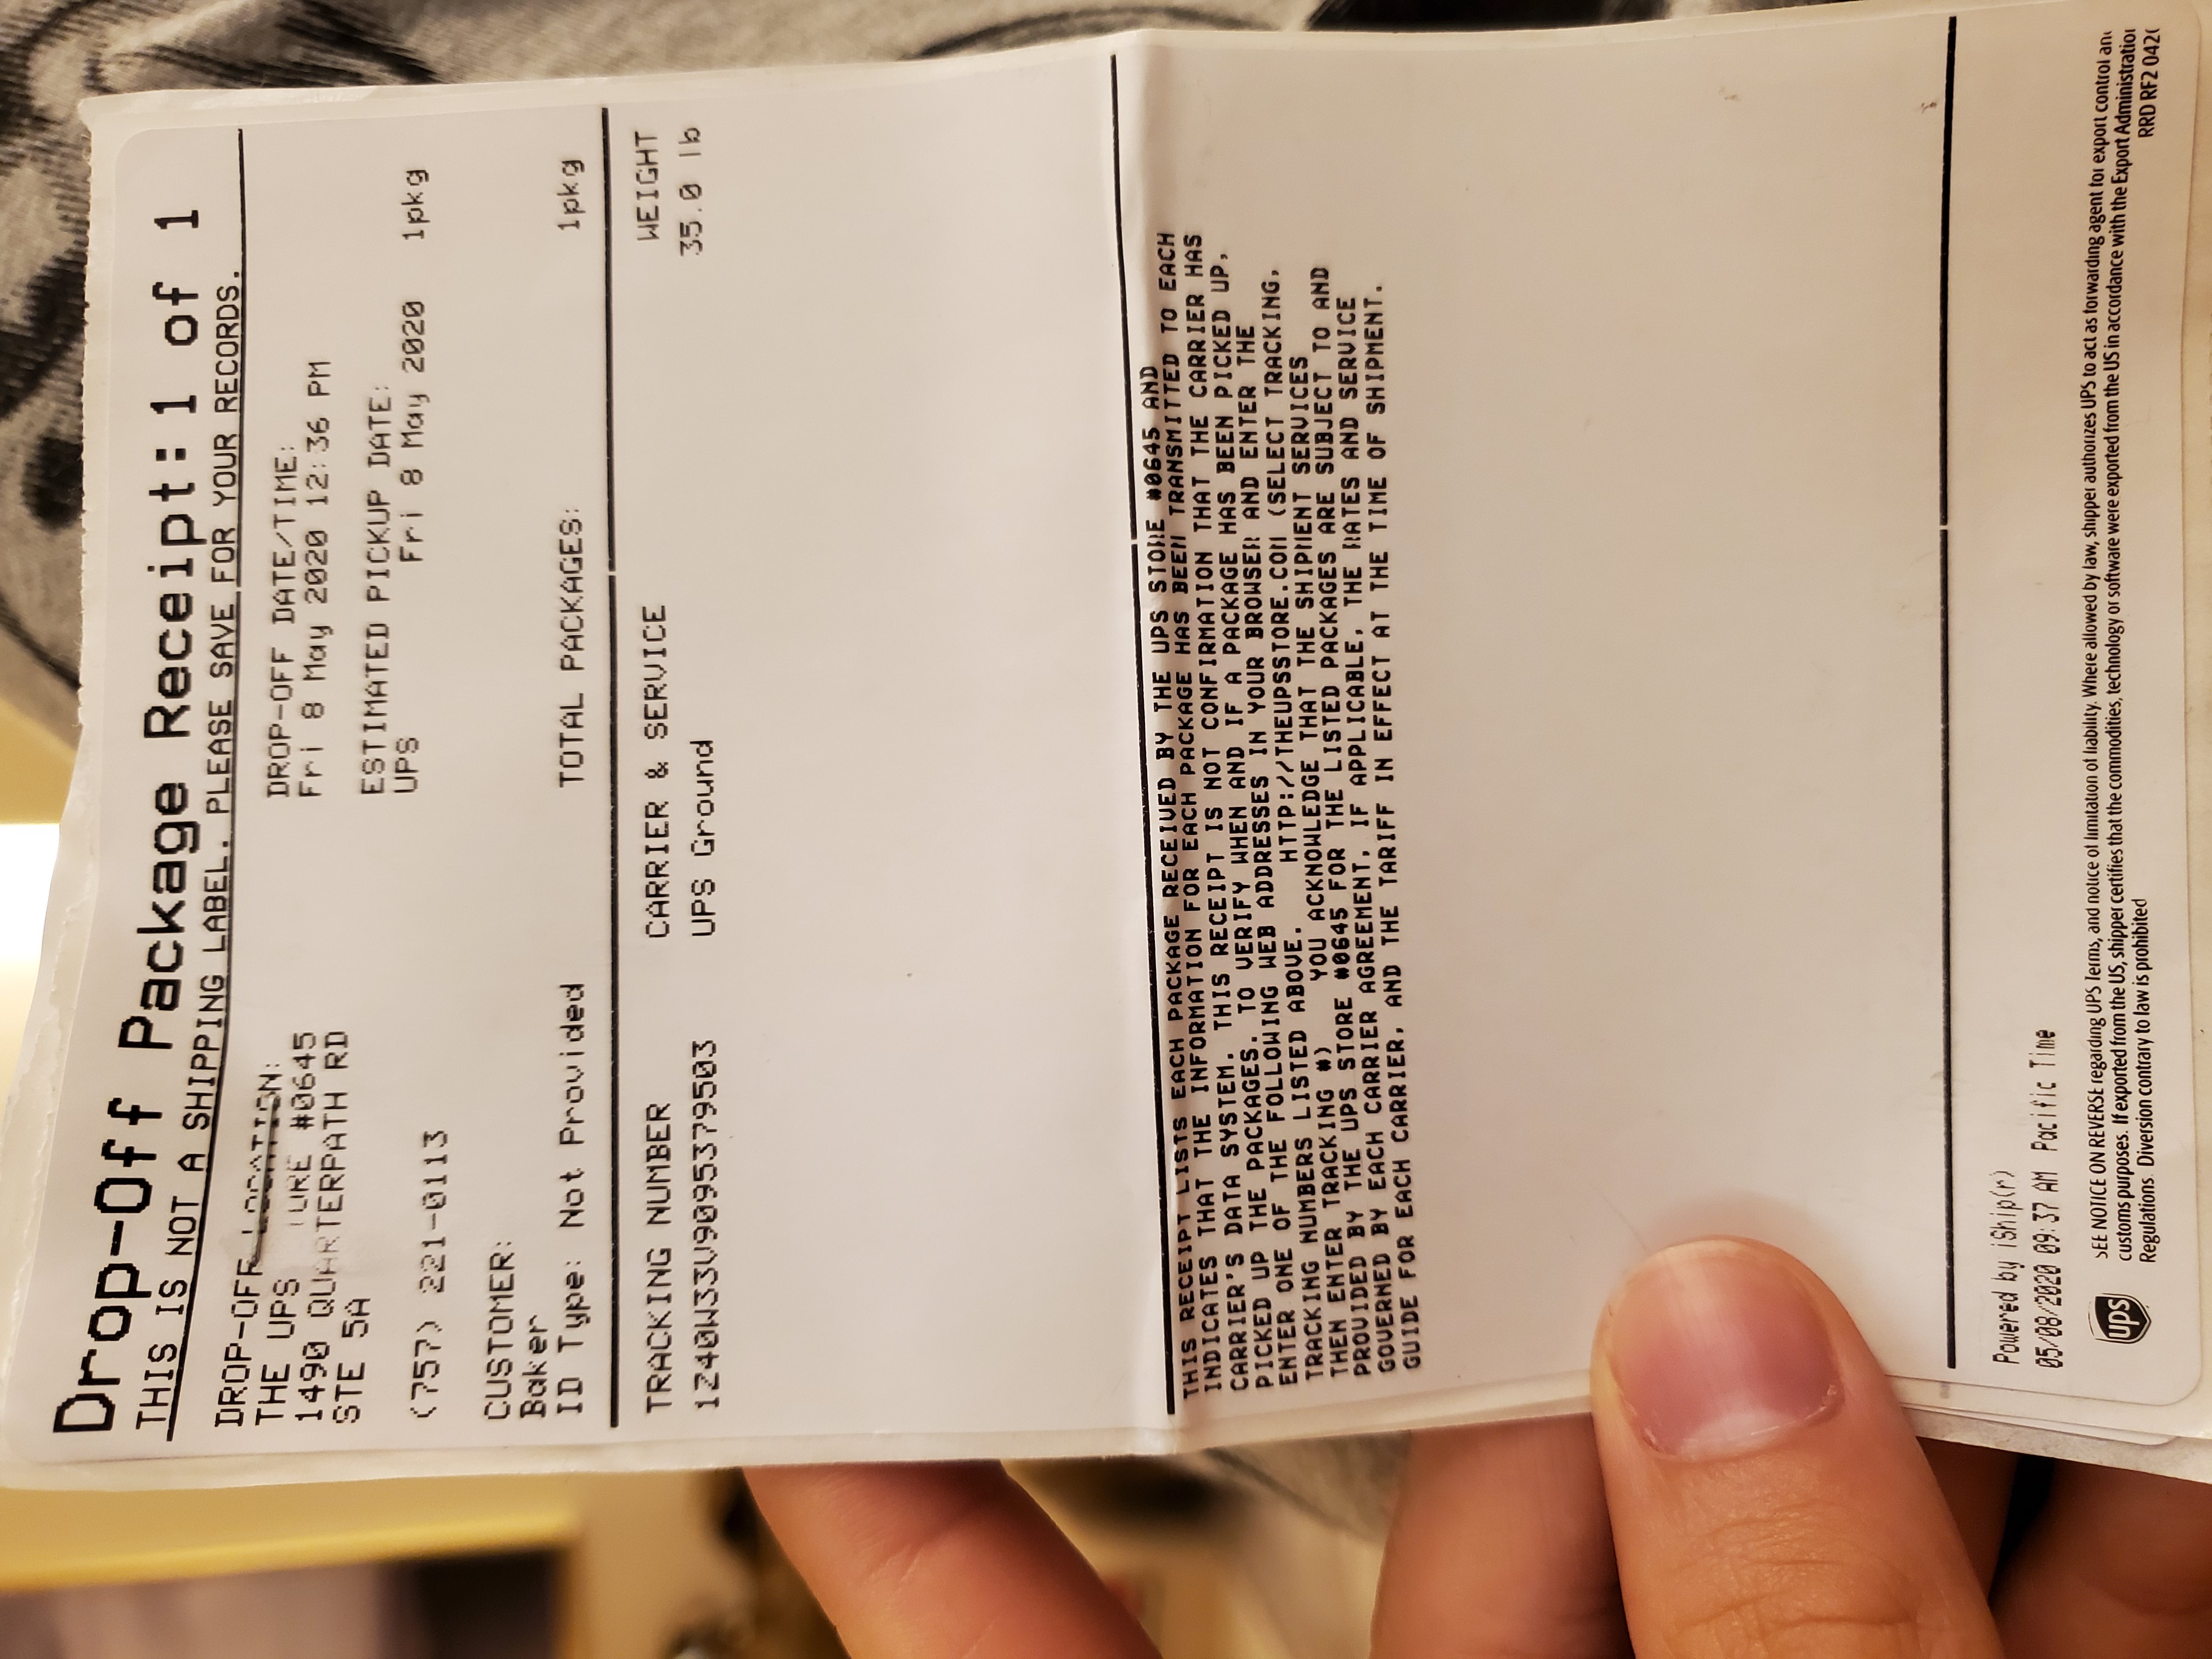 Drop-Off Package Receipt: 1 of 1
THIS IS NOT A SHIPPING LABEL. PLEASE SAVE FOR YOUR RECORDS.
DROP-OFF LOCATION:
THE UPS STORE #0645
1490 QUARTERPATH RD
STE 5A
(757) 221-0113
CUSTOMER:
Baker
ID Type: Not Provided
DROP-OFF DATE/TIME:
Fri 8 May 2020 12:36 PM
ESTIMATED PICKUP DATE:
UPS Fri 8 May 2020 1pkg
TOTAL PACKAGES: 1pkg
TRACKING NUMBER CARRIER & SERVICE WEIGHT
1Z40W33V9095379503 UPS Ground 35.0 lb
THIS RECEIPT LISTS EACH PACKAGE RECEIVED BY THE UPS STORE #0645 AND
INDICATES THAT THE INFORMATION FOR EACH PACKAGE HAS BEEN TRANSMITTED TO EACH
CARRIER'S DATA SYSTEM. THIS RECEIPT IS NOT CONFIRMATION THAT THE CARRIER HAS
PICKED UP THE PACKAGES. TO VERIFY WHEN AND IF A PACKAGE HAS BEEN PICKED UP,
ENTER ONE OF THE FOLLOWING WEB ADDRESSES IN YOUR BROWSER AND ENTER THE
TRACKING NUMBERS LISTED ABOVE. HTTP://THEUPSSTORE.COM (SELECT TRACKING,
THEN ENTER TRACKING #) YOU ACKNOWLEDGE THAT THE SHIPMENT SERVICES
PROVIDED BY THE UPS STORE #0645 FOR THE LISTED PACKAGES ARE SUBJECT TO AND
GOVERNED BY EACH CARRIER AGREEMENT, IF APPLICABLE, THE RATES AND SERVICE
GUIDE FOR EACH CARRIER, AND THE TARIFF IN EFFECT AT THE TIME OF SHIPMENT.
Powered by iShip(r)
05/08/2020 09:37 AM Pacific Time
ups
SEE NOTICE ON REVERSE regarding UPS Terms, and notice of limitation of liability. Where allowed by law, shipper authorizes UPS to act as forwarding agent for export control and
customs purposes. If exported from the US, shipper certifies that the commodities, technology or software were exported from the US in accordance with the Export Administration
Regulations. Diversion contrary to law is prohibited
RRD RF2 042